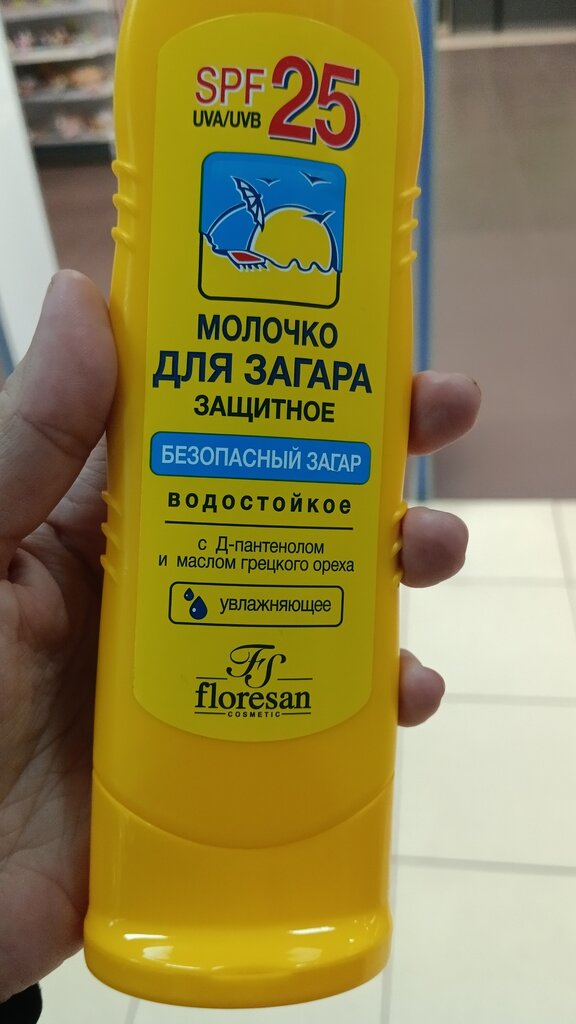 SPF 25
UVA/UVB
МОЛОЧКО
ДЛЯ ЗАГАРА
ЗАЩИТНОЕ
БЕЗОПАСНЫЙ ЗАГАР
ВОДОСТОЙКОЕ
с Д-пантенолом
и маслом грецкого ореха
увлажняющее
FS
floresan
COSMETIC